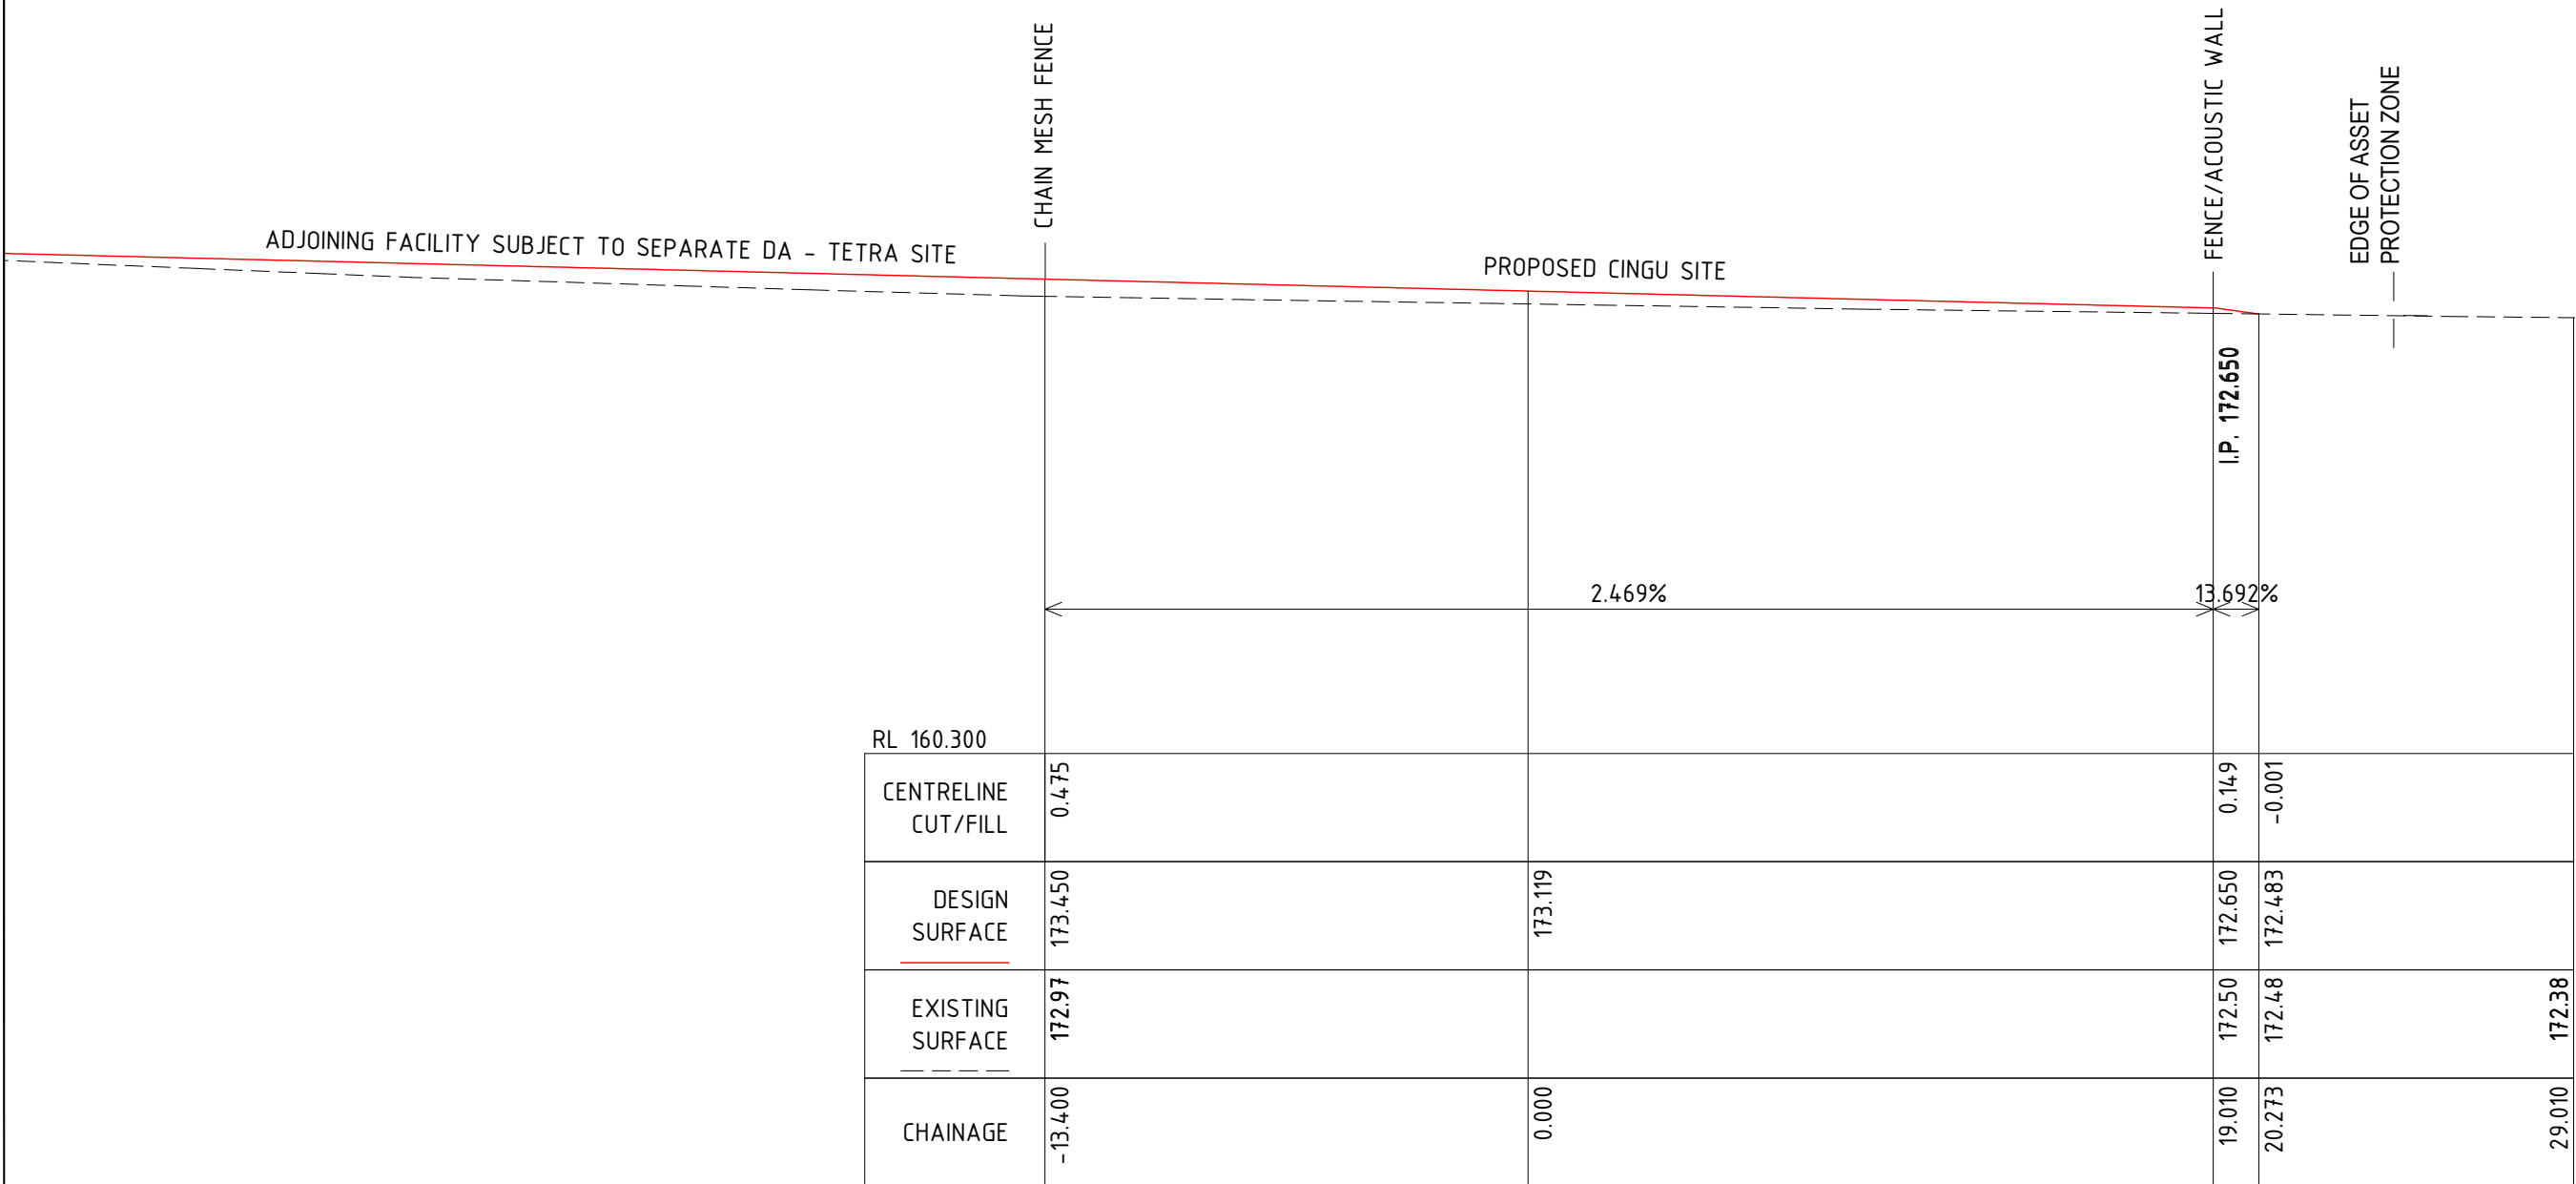 CHAIN MESH FENCE
FENCE/ACOUSTIC WALL
EDGE OF ASSET
PROTECTION ZONE
ADJOINING FACILITY SUBJECT TO SEPARATE DA - TETRA SITE
PROPOSED CINGU SITE
I.P. 172.650
2.469%
13.692%
RL 160.300
CENTRELINE
CUT/FILL
0.475
0.149
-0.001
DESIGN
SURFACE
173.450
173.119
172.650
172.483
EXISTING
SURFACE
172.97
172.50
172.48
172.38
CHAINAGE
-13.400
0.000
19.010
20.273
29.010